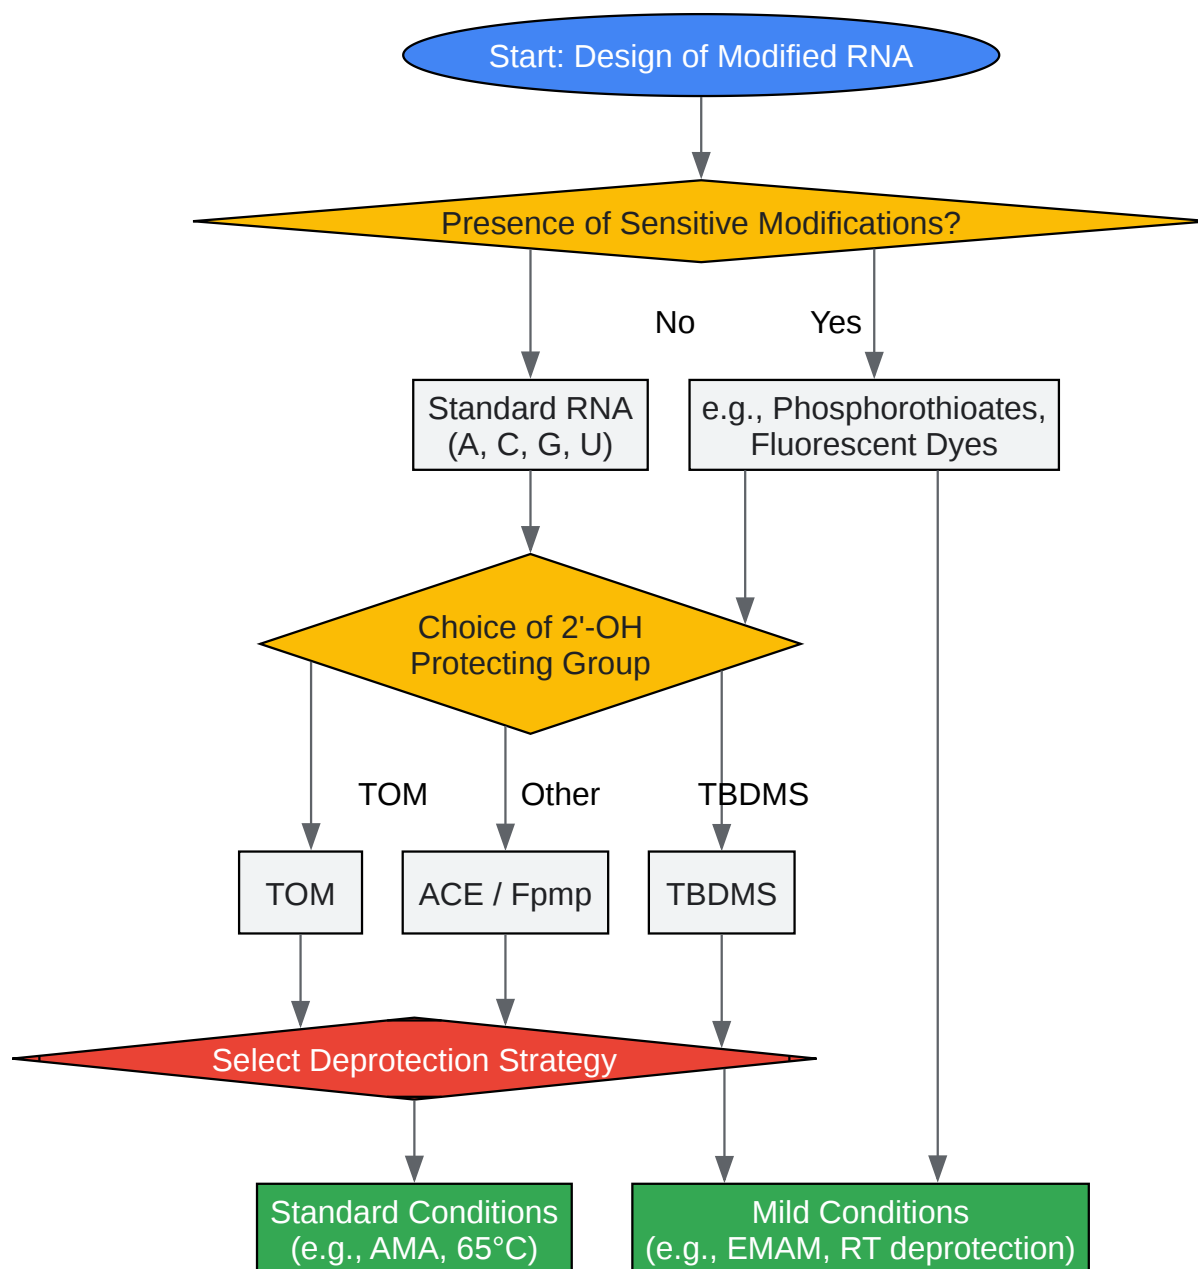 Start: Design of Modified RNA
Presence of Sensitive Modifications?
No
Yes
Standard RNA
(A, C, G, U)
e.g., Phosphorothioates,
Fluorescent Dyes
Choice of 2'-OH
Protecting Group
TOM
Other
TBDMS
TOM
ACE / Fpmp
TBDMS
Select Deprotection Strategy
Standard Conditions
(e.g., AMA, 65°C)
Mild Conditions
(e.g., EMAM, RT deprotection)